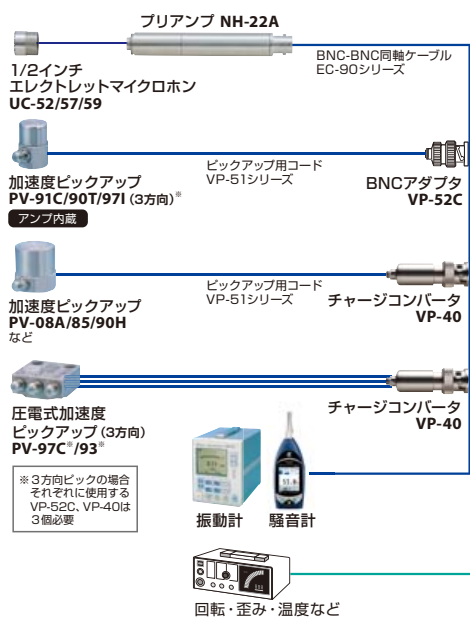 プリアンプ NH-22A
BNC-BNC同軸ケーブル
EC-90シリーズ
1/2インチ
エレクトレットマイクロホン
UC-52/57/59
ピックアップ用コード
VP-51シリーズ
BNCアダプタ
VP-52C
加速度ピックアップ
PV-91C/90T/97I (3方向)※
アンプ内蔵
ピックアップ用コード
VP-51シリーズ
チャージコンバータ
VP-40
加速度ピックアップ
PV-08A/85/90H
など
チャージコンバータ
VP-40
圧電式加速度
ピックアップ (3方向)
PV-97C※/93※
※3方向ピックの場合
それぞれに使用する
VP-52C、VP-40は
3個必要
振動計
騒音計
回転・歪み・温度など